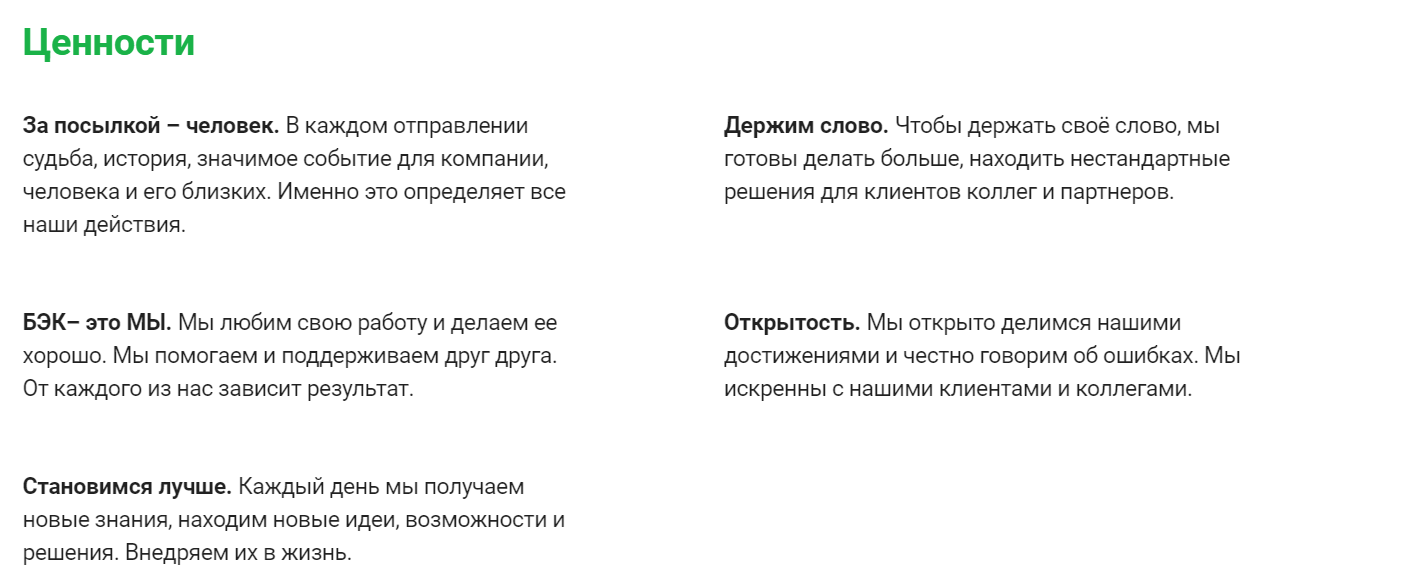 Ценности
За посылкой – человек. В каждом отправлении
судьба, история, значимое событие для компании,
человека и его близких. Именно это определяет все
наши действия.
Держим слово. Чтобы держать своё слово, мы
готовы делать больше, находить нестандартные
решения для клиентов коллег и партнеров.
БЭК– это МЫ. Мы любим свою работу и делаем ее
хорошо. Мы помогаем и поддерживаем друг друга.
От каждого из нас зависит результат.
Открытость. Мы открыто делимся нашими
достижениями и честно говорим об ошибках. Мы
искренны с нашими клиентами и коллегами.
Становимся лучше. Каждый день мы получаем
новые знания, находим новые идеи, возможности и
решения. Внедряем их в жизнь.